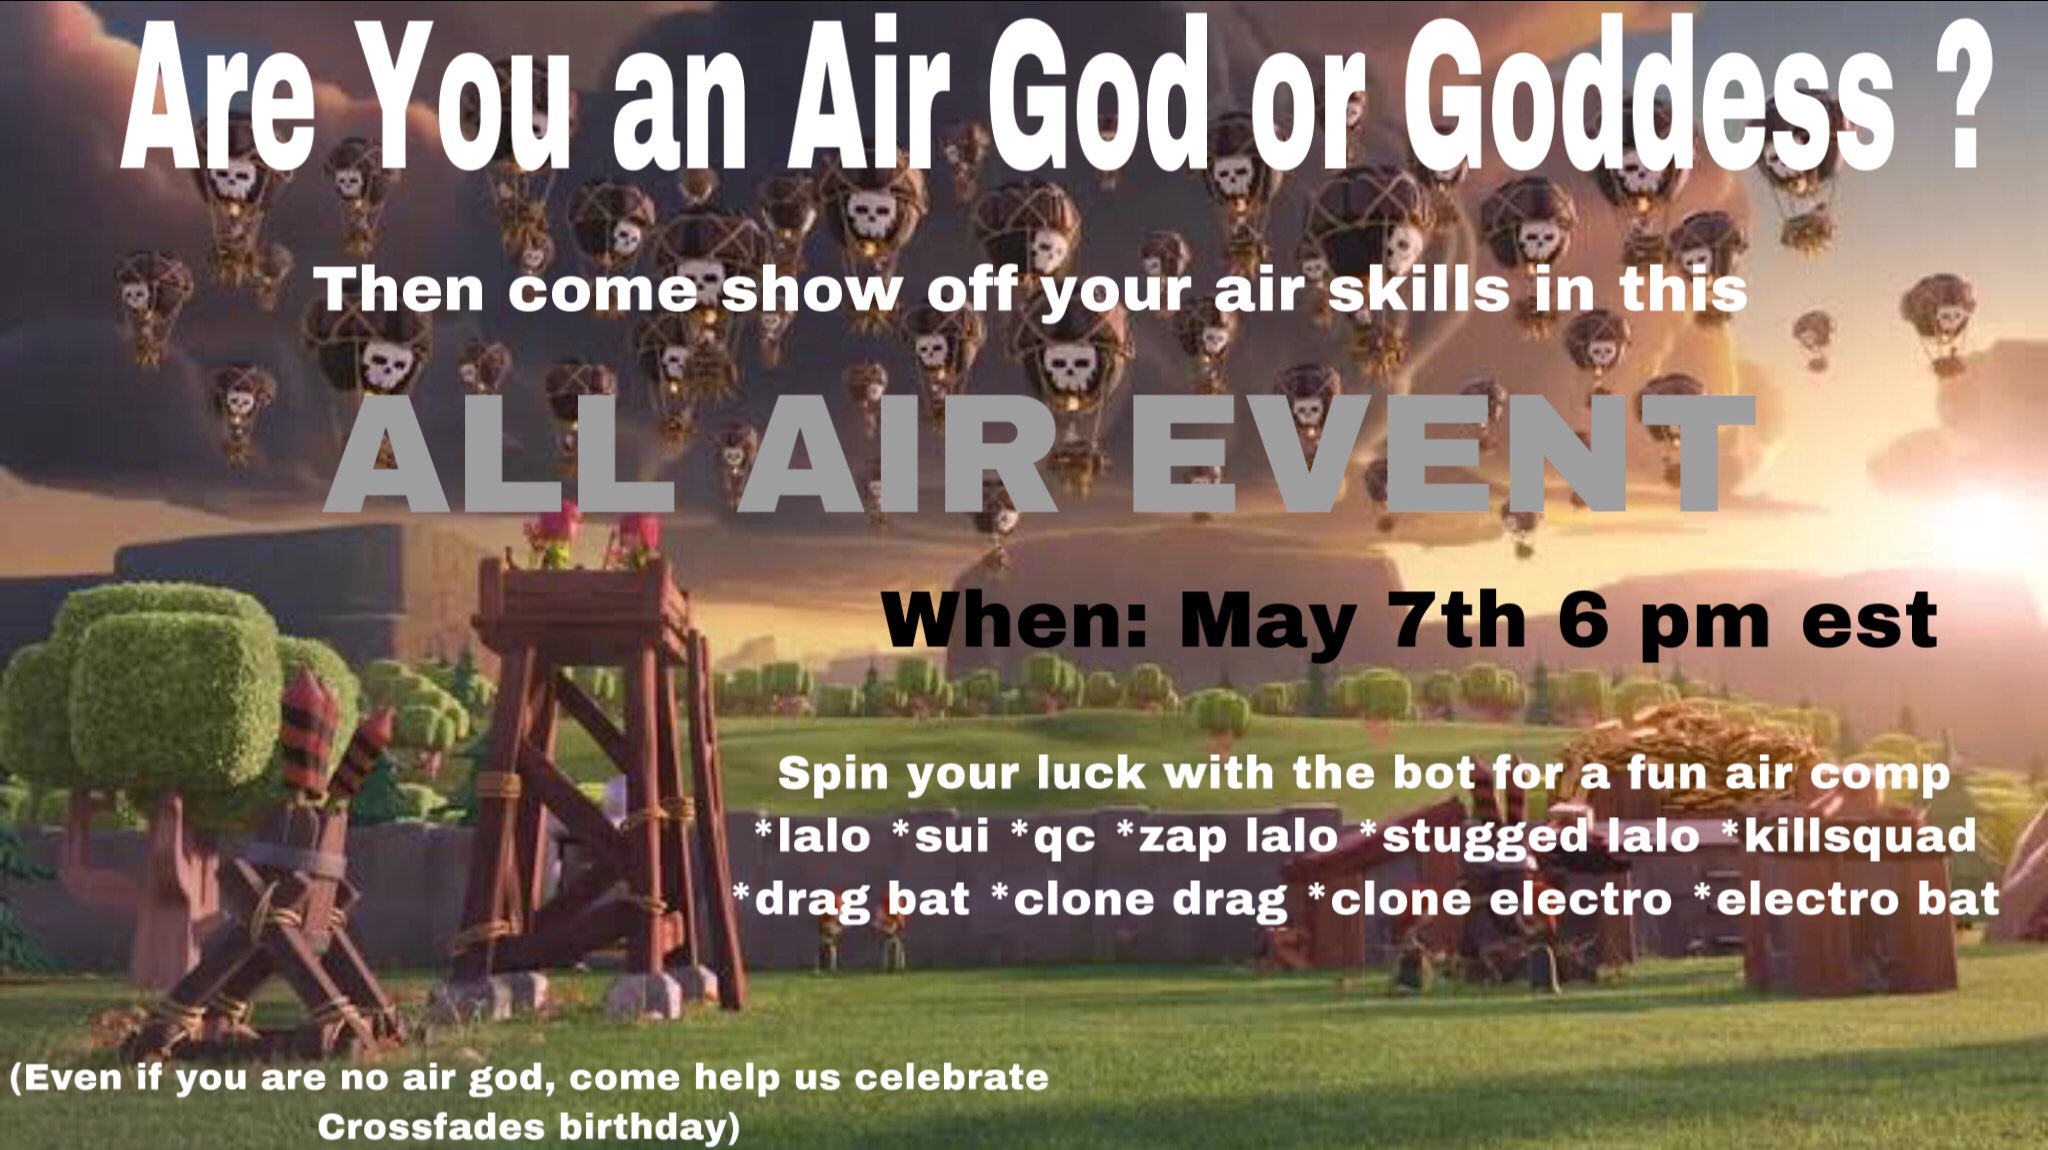 Are You an Air God or Goddess ?
Then come show off your air skills in this
ALL AIR EVENT
When: May 7th 6 pm est
Spin your luck with the bot for a fun air comp
*lalo *sui *qc *zap lalo *stugged lalo *killsquad
*drag bat *clone drag *clone electro *electro bat
(Even if you are no air god, come help us celebrate
Crossfades birthday)